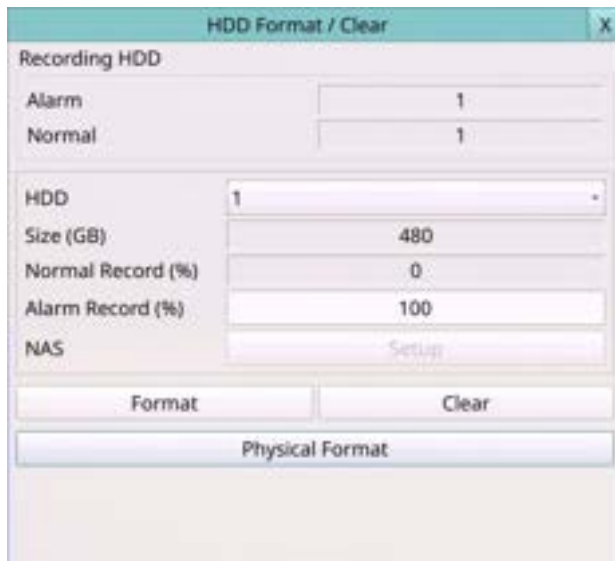 HDD Format / Clear X
Recording HDD
Alarm 1
Normal 1
HDD 1
Size (GB) 480
Normal Record (%) 0
Alarm Record (%) 100
NAS Setup
Format Clear
Physical Format